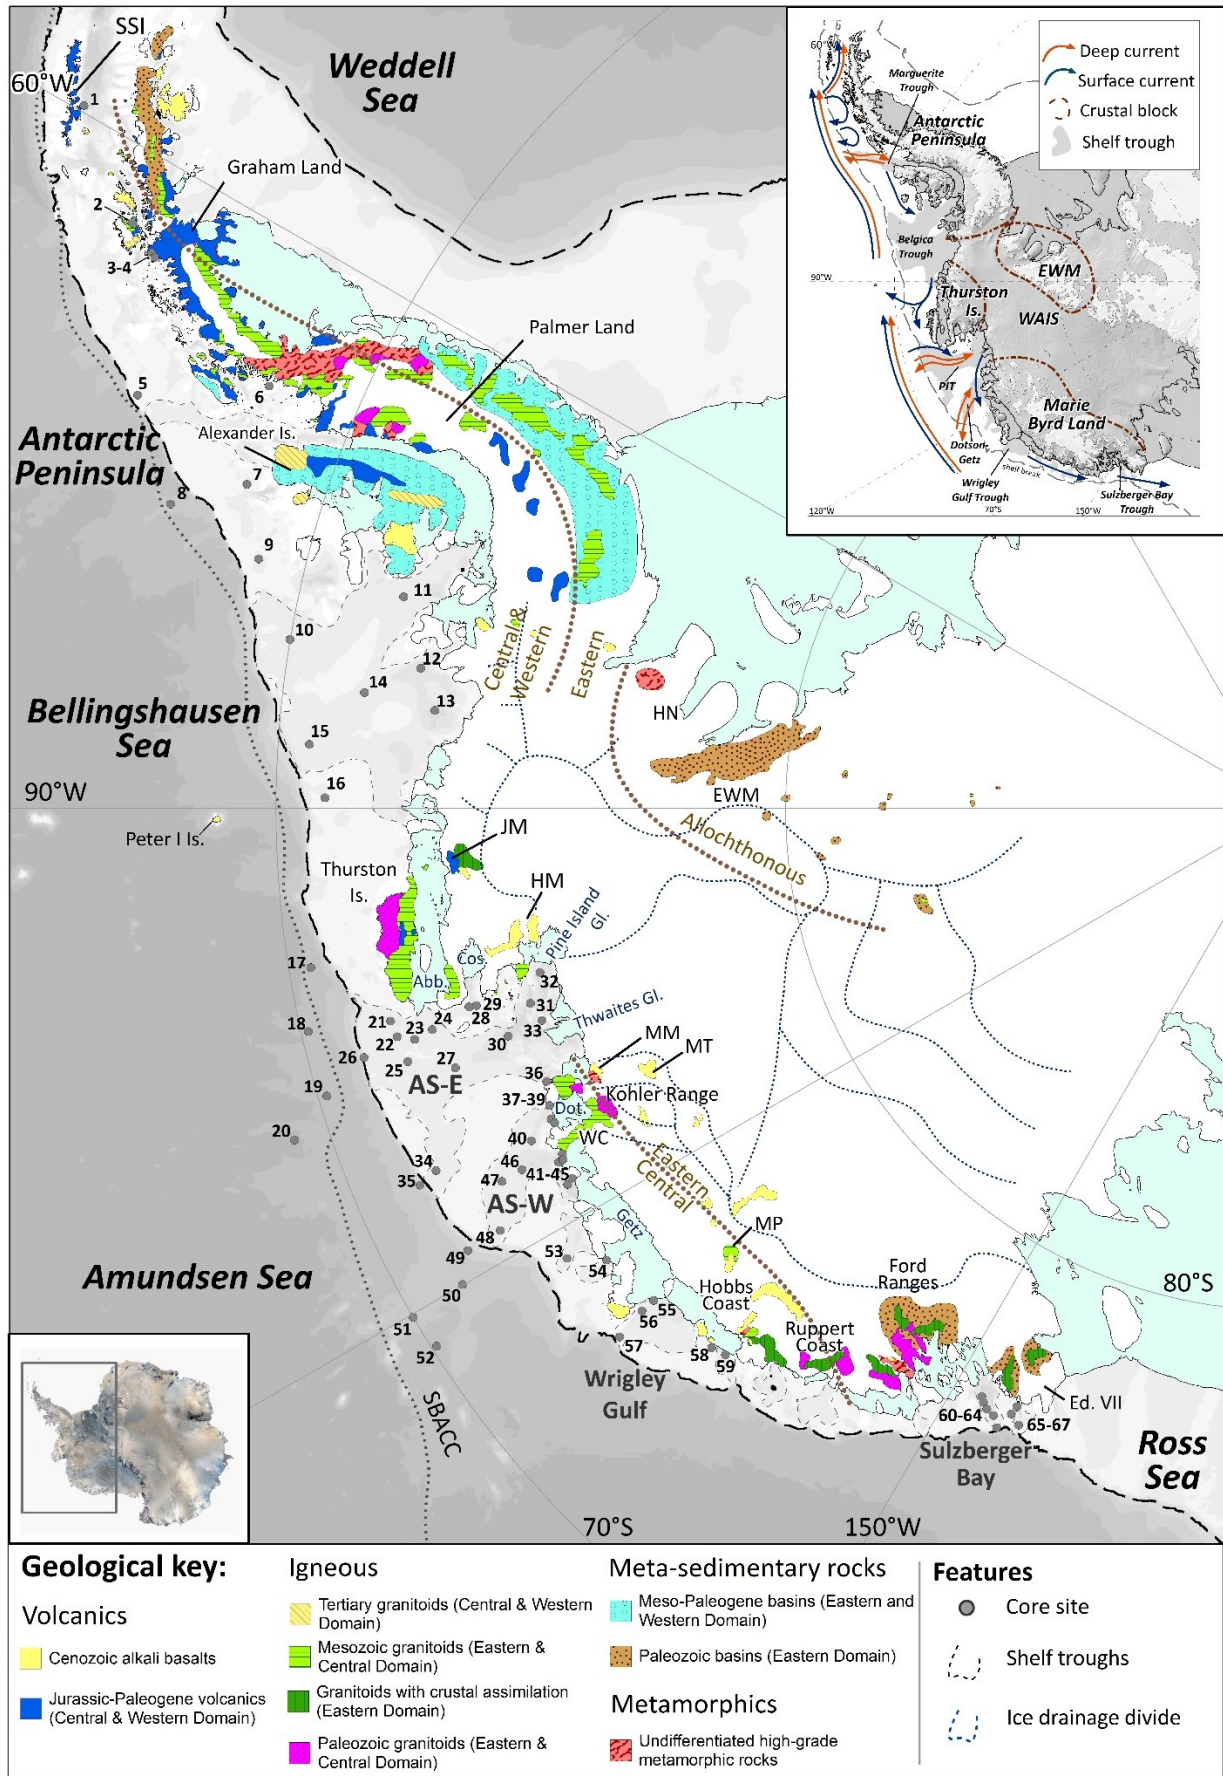 SSI
Weddell
Sea
60°W
1
Graham Land
2
3-4
Palmer Land
5
6
Antarctic
Peninsula
Alexander Is.
7
8
9
10
11
12
13
14
15
16
Central &
Western
Eastern
HN
EWM
Allochthonous
Bellingshausen
Sea
90°W
Peter I Is.
JM
HM
Thurston
Is.
Pine Island
Gl.
Cos.
Abb.
17
18
19
20
21
22
23
24
25
26
27
28
29
30
31
32
33
Thwaites Gl.
MM
MT
AS-E
36
37-39
Kohler Range
Dot.
WC
40
34
35
46
47
41-45
AS-W
Eastern
Central
Getz
MP
48
49
50
51
52
53
54
55
56
57
58
59
Amundsen Sea
Hobbs
Coast
Ruppert
Coast
Ford
Ranges
80°S
Wrigley
Gulf
SBACC
60-64
65-67
Ed. VII
Sulzberger
Bay
Ross
Sea
70°S
150°W
60°W
Marguerite
Trough
Antarctic
Peninsula
Deep current
Surface current
Crustal block
Shelf trough
Belgica
Trough
90°W
EWM
Thurston
Is.
WAIS
PIT
Marie
Byrd Land
Dotson-
Getz
Wrigley
Gulf Trough
shelf break
Sulzberger Bay
Trough
120°W
70°S
150°W
Geological key:
Volcanics
Cenozoic alkali basalts
Jurassic-Paleogene volcanics
(Central & Western Domain)
Igneous
Tertiary granitoids (Central & Western
Domain)
Mesozoic granitoids (Eastern &
Central Domain)
Granitoids with crustal assimilation
(Eastern Domain)
Paleozoic granitoids (Eastern &
Central Domain)
Meta-sedimentary rocks
Meso-Paleogene basins (Eastern and
Western Domain)
Paleozoic basins (Eastern Domain)
Metamorphics
Undifferentiated high-grade
metamorphic rocks
Features
Core site
Shelf troughs
Ice drainage divide